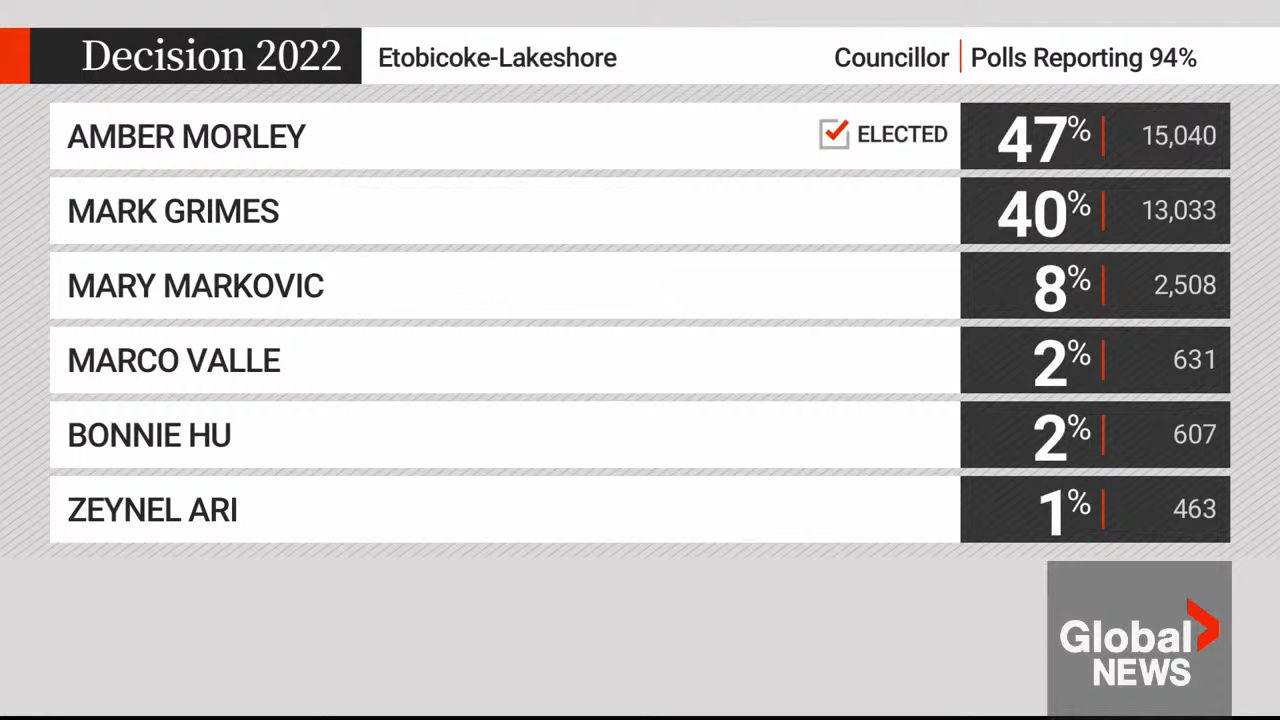 Decision 2022 Etobicoke-Lakeshore Councillor Polls Reporting 94%
AMBER MORLEY ELECTED 47% 15,040
MARK GRIMES 40% 13,033
MARY MARKOVIC 8% 2,508
MARCO VALLE 2% 631
BONNIE HU 2% 607
ZEYNEL ARI 1% 463
Global
NEWS